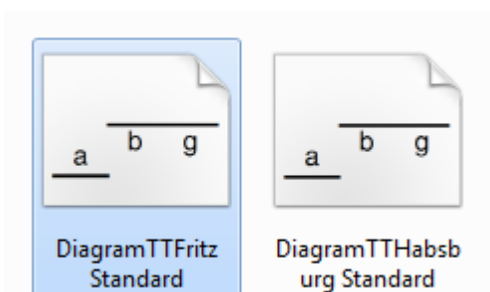 a b g
a b g
DiagramTTFritz
Standard
DiagramTTHabsb
urg Standard